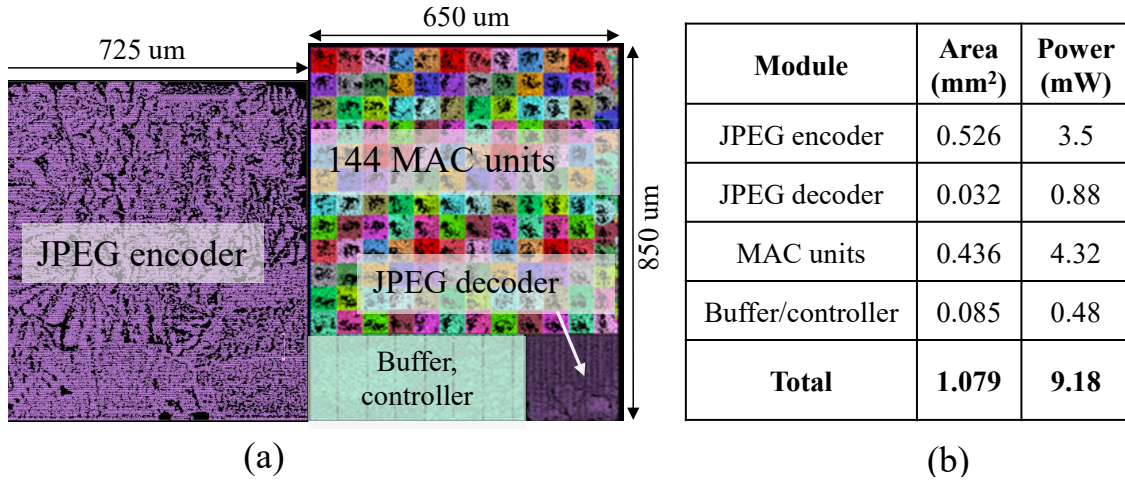 725 um
650 um
850 um
144 MAC units
JPEG encoder
JPEG decoder
Buffer,
controller
(a)
Module Area (mm²) Power (mW)
JPEG encoder 0.526 3.5
JPEG decoder 0.032 0.88
MAC units 0.436 4.32
Buffer/controller 0.085 0.48
Total 1.079 9.18
(b)